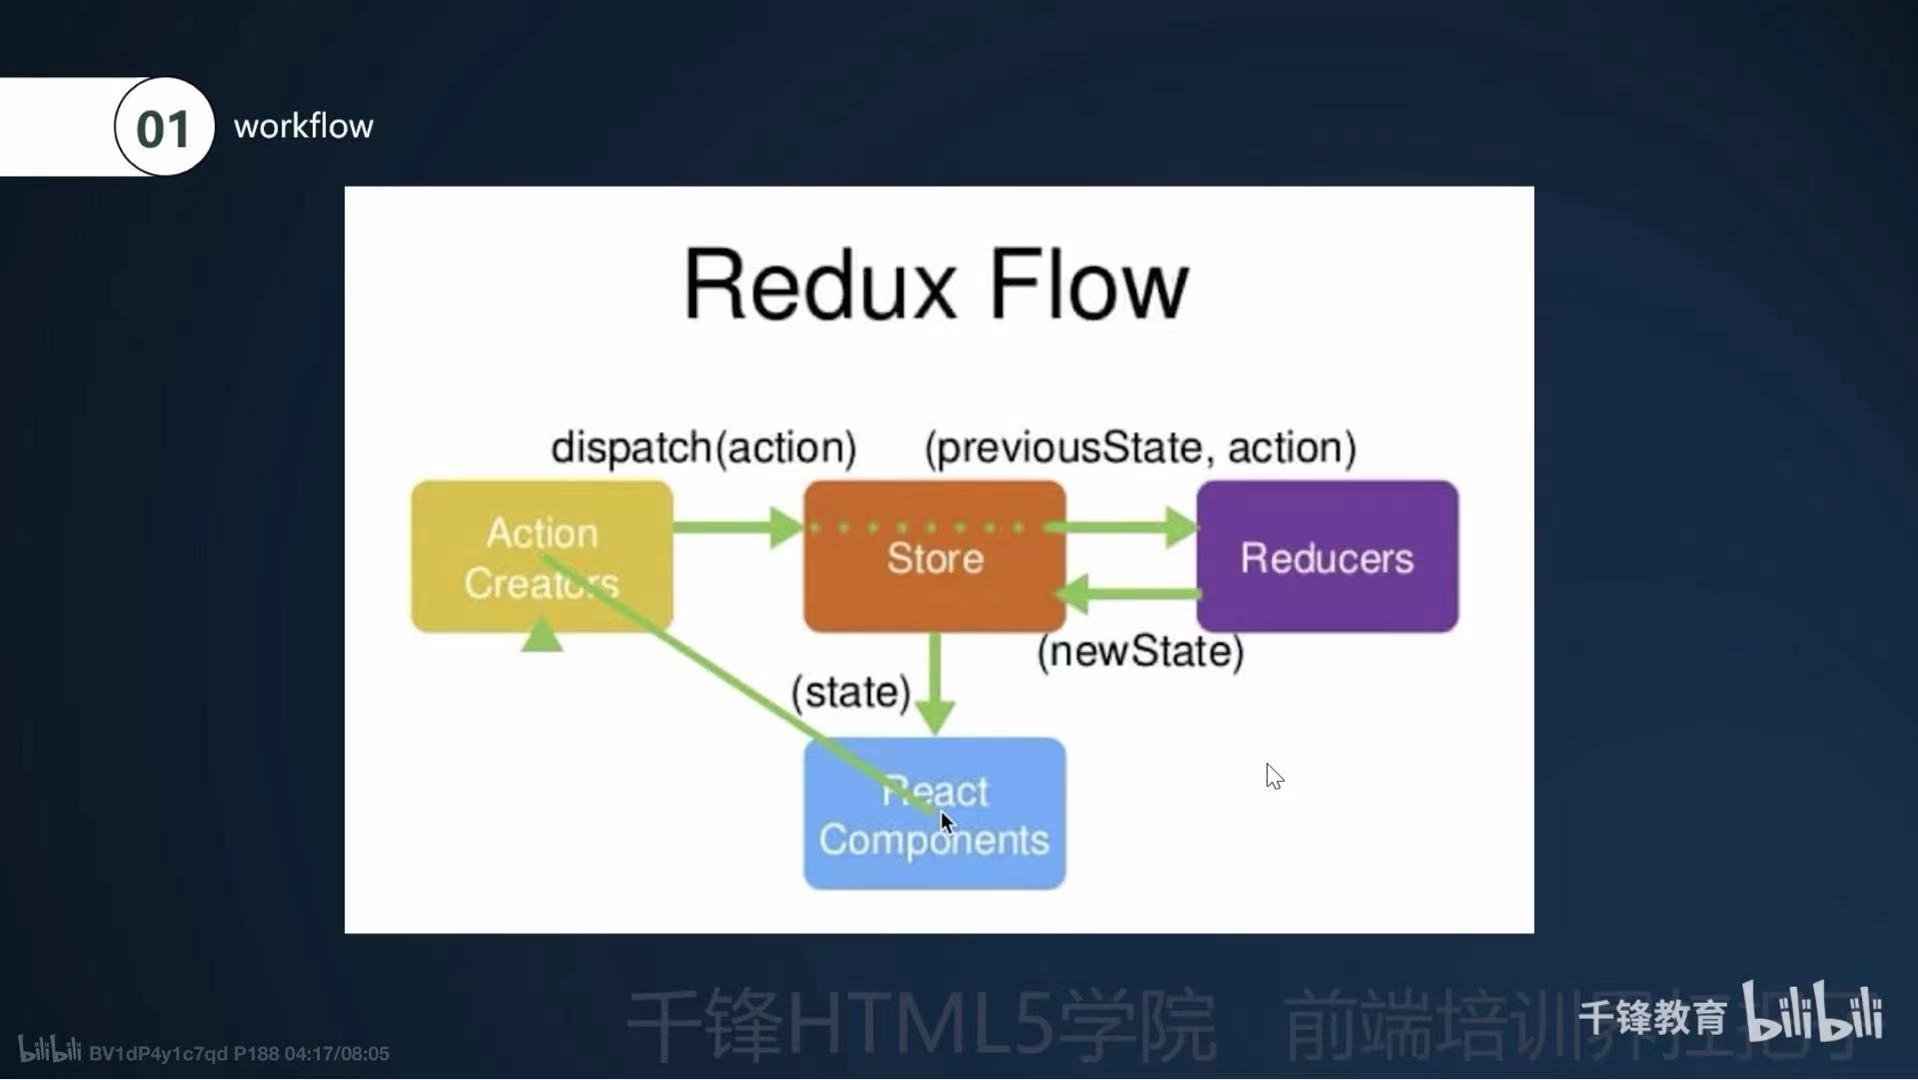 01 workflow
Redux Flow
dispatch(action) (previousState, action)
Action
Creators
Store
Reducers
(newState)
(state)
React
Components
千锋HTML5学院 前端培训
千锋教育 bilibili
bilibili BV1dP4y1c7qd P188 04:17/08:05